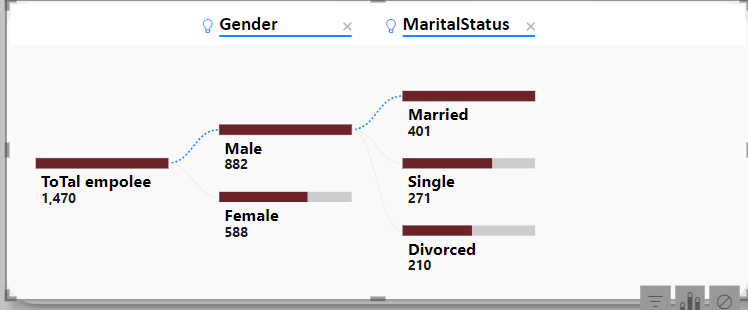 Gender
MaritalStatus
Married
401
Male
882
ToTal empolee
1,470
Single
271
Female
588
Divorced
210